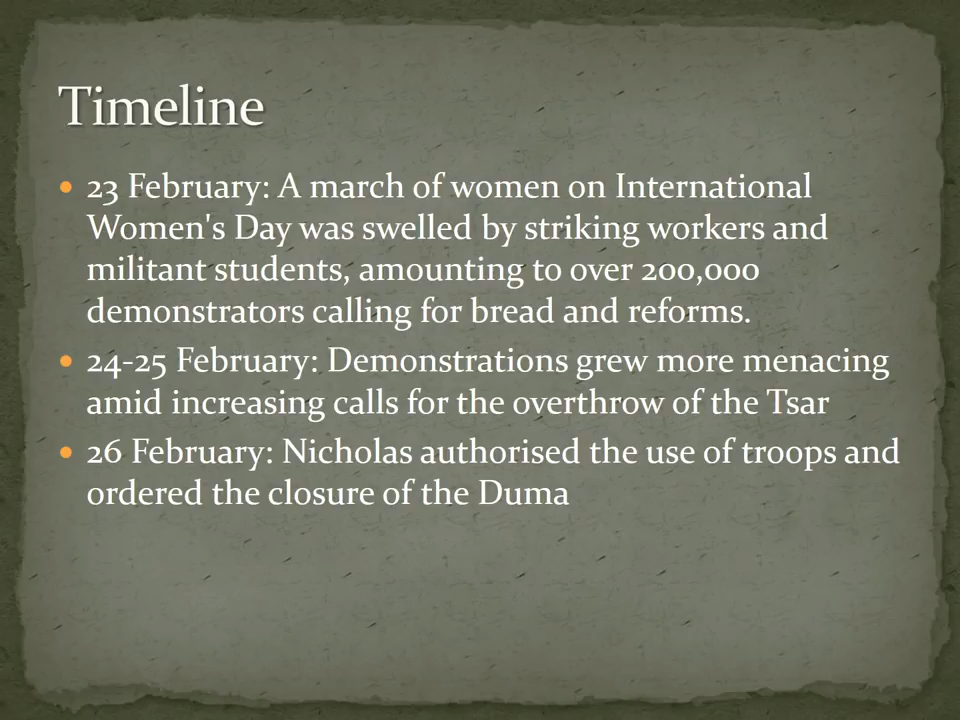 Timeline
• 23 February: A march of women on International
Women's Day was swelled by striking workers and
militant students, amounting to over 200,000
demonstrators calling for bread and reforms.
• 24-25 February: Demonstrations grew more menacing
amid increasing calls for the overthrow of the Tsar
• 26 February: Nicholas authorised the use of troops and
ordered the closure of the Duma